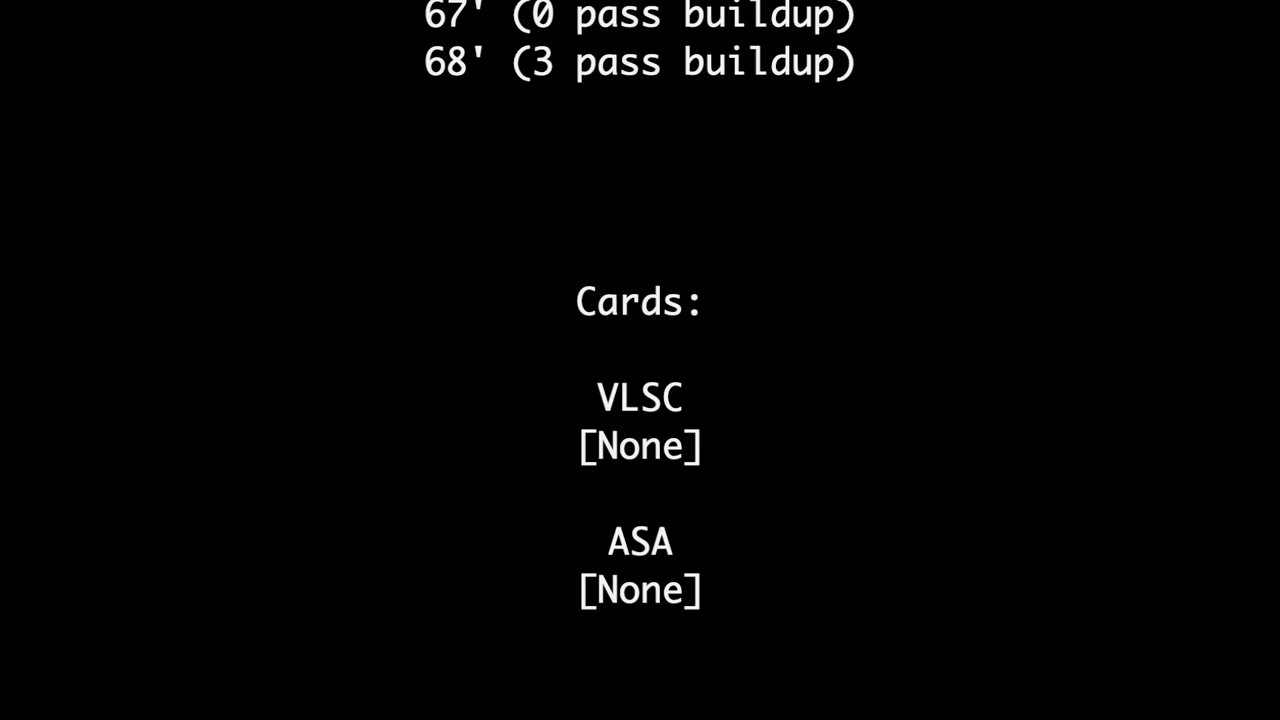 67' (0 pass buildup)
68' (3 pass buildup)
Cards:
VLSC
[None]
ASA
[None]